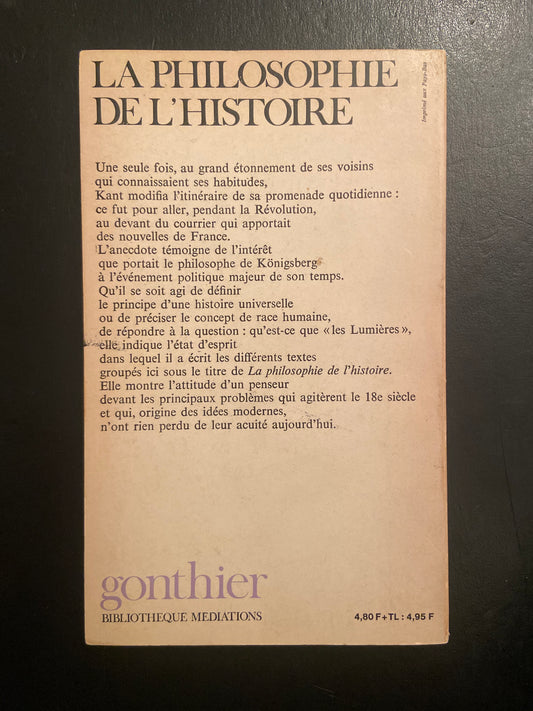 LA PHILOSOPHIE
DE L'HISTOIRE
Imprimé aux Pays-Bas
Une seule fois, au grand étonnement de ses voisins
qui connaissaient ses habitudes,
Kant modifia l'itinéraire de sa promenade quotidienne :
ce fut pour aller, pendant la Révolution,
au devant du courrier qui apportait
des nouvelles de France.
L'anecdote témoigne de l'intérêt
que portait le philosophe de Königsberg
à l'événement politique majeur de son temps.
Qu'il se soit agi de définir
le principe d'une histoire universelle
ou de préciser le concept de race humaine,
de répondre à la question : qu'est-ce que « les Lumières »,
elle indique l'état d'esprit
dans lequel il a écrit les différents textes
groupés ici sous le titre de La philosophie de l'histoire.
Elle montre l'attitude d'un penseur
devant les principaux problèmes qui agitèrent le 18e siècle
et qui, origine des idées modernes,
n'ont rien perdu de leur acuité aujourd'hui.
gonthier
BIBLIOTHEQUE MEDIATIONS
4,80 F + TL : 4,95 F